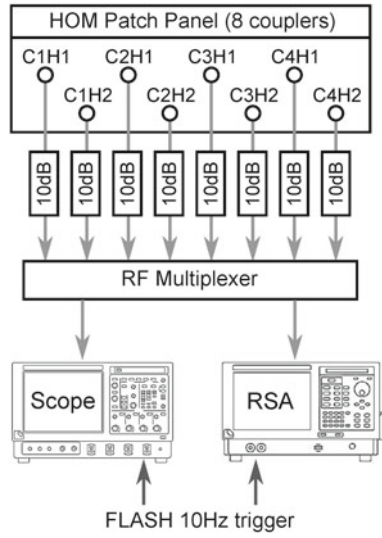 HOM Patch Panel (8 couplers)
C1H1 C2H1 C3H1 C4H1
C1H2 C2H2 C3H2 C4H2
10dB 10dB 10dB 10dB 10dB 10dB 10dB 10dB
RF Multiplexer
Scope RSA
FLASH 10Hz trigger